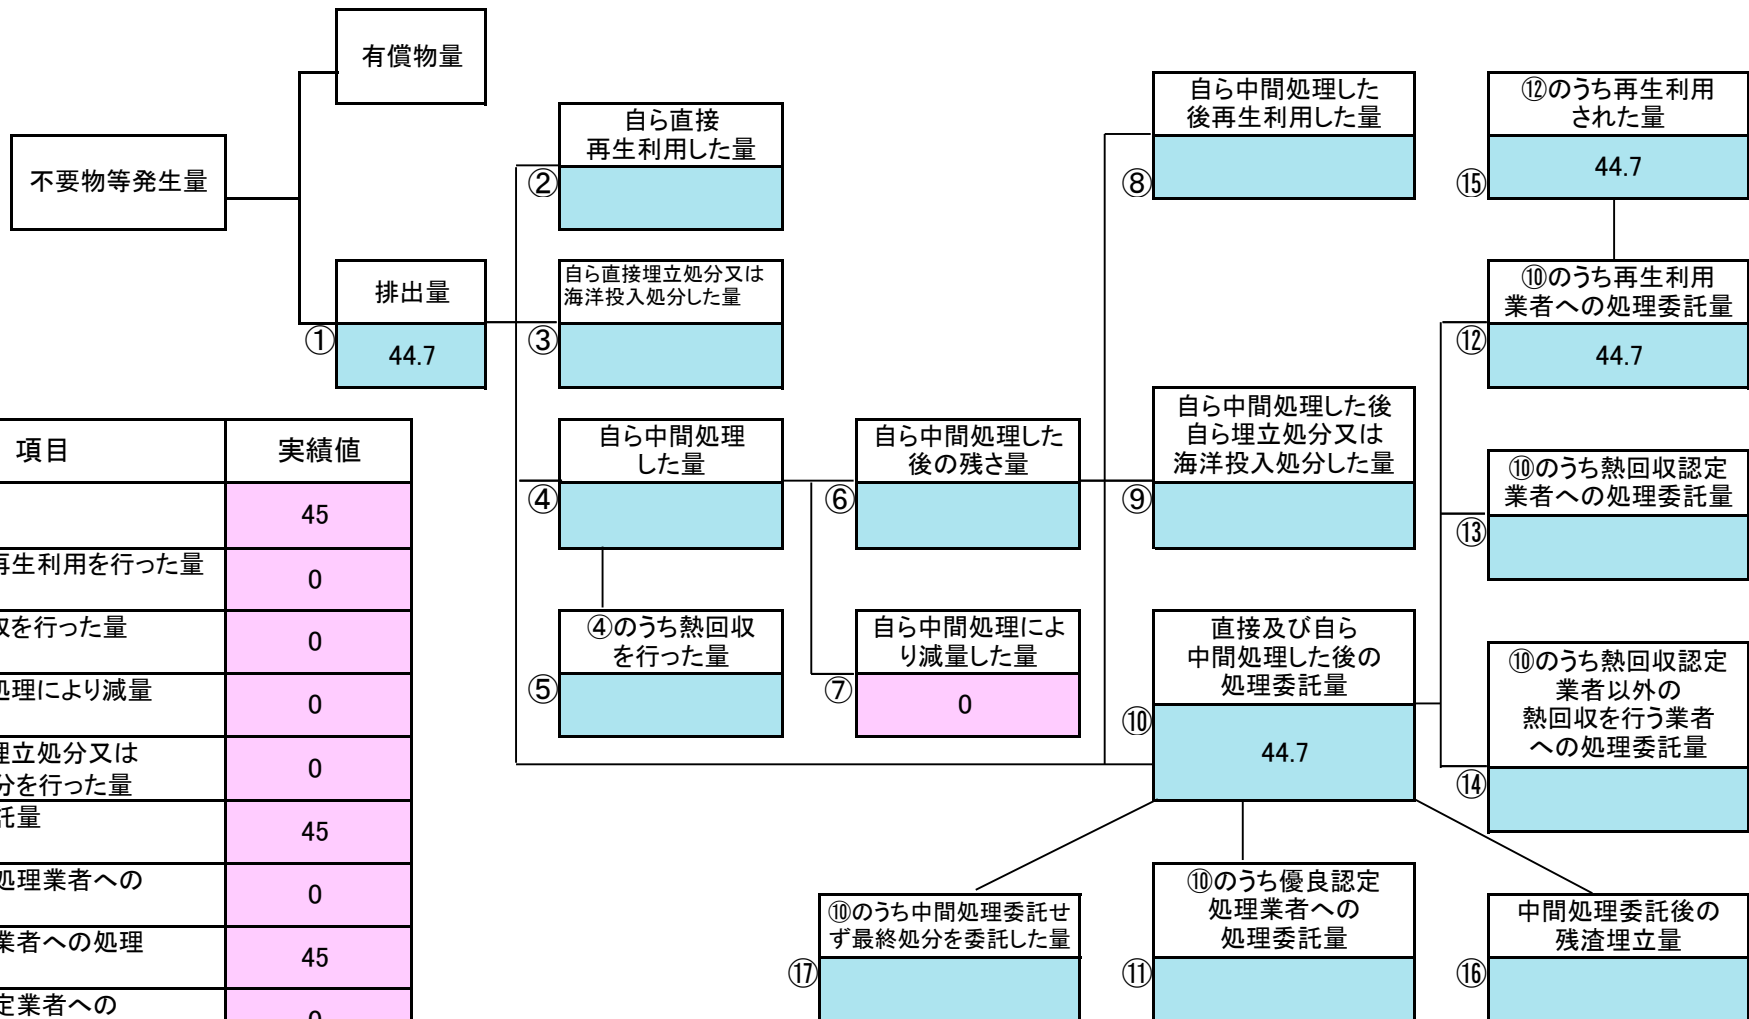 有償物量
不要物等発生量
排出量
①
44.7
自ら直接
再生利用した量
②
自ら直接埋立処分又は
海洋投入処分した量
③
自ら中間処理
した量
④
④のうち熱回収
を行った量
⑤
自ら中間処理した
後の残さ量
⑥
自ら中間処理によ
り減量した量
⑦
0
自ら中間処理した
後再生利用した量
⑧
自ら中間処理した後
自ら埋立処分又は
海洋投入処分した量
⑨
直接及び自ら
中間処理した後の
処理委託量
⑩
44.7
⑫のうち再生利用
された量
⑮
44.7
⑩のうち再生利用
業者への処理委託量
⑫
44.7
⑩のうち熱回収認定
業者への処理委託量
⑬
⑩のうち熱回収認定
業者以外の
熱回収を行う業者
への処理委託量
⑭
⑩のうち中間処理委託せ
ず最終処分を委託した量
⑰
⑩のうち優良認定
処理業者への
処理委託量
⑪
中間処理委託後の
残渣埋立量
⑯
項目
実績値
45
再生利用を行った量
0
収を行った量
0
処理により減量
0
埋立処分又は
分を行った量
0
託量
45
処理業者への
0
業者への処理
45
定業者への
0